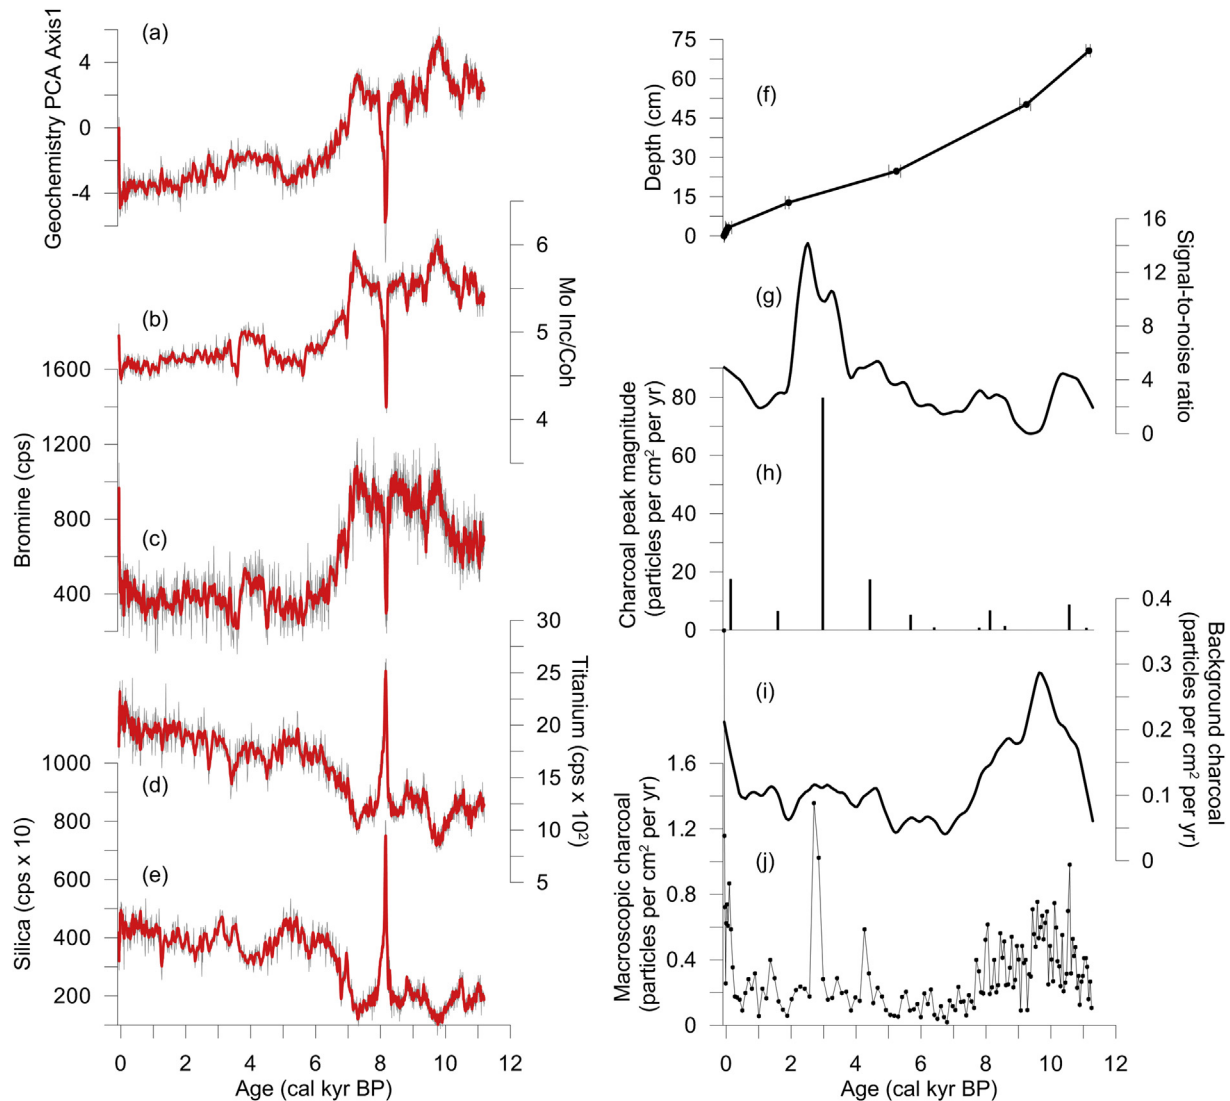 (a)
Geochemistry PCA Axis1
4
0
-4
(b)
6
5
4
Mo Inc/Coh
(c)
Bromine (cps)
1600
1200
800
400
(d)
30
25
20
15
10
5
Titanium (cps x 10²)
(e)
Silica (cps x 10)
1000
800
600
400
200
0 2 4 6 8 10 12
Age (cal kyr BP)
(f)
Depth (cm)
75
60
45
30
15
0
(g)
16
12
8
4
0
Signal-to-noise ratio
(h)
Charcoal peak magnitude
(particles per cm² per yr)
80
60
40
20
0
(i)
0.4
0.3
0.2
0.1
0
Background charcoal
(particles per cm² per yr)
(j)
Macroscopic charcoal
(particles per cm² per yr)
1.6
1.2
0.8
0.4
0
0 2 4 6 8 10 12
Age (cal kyr BP)